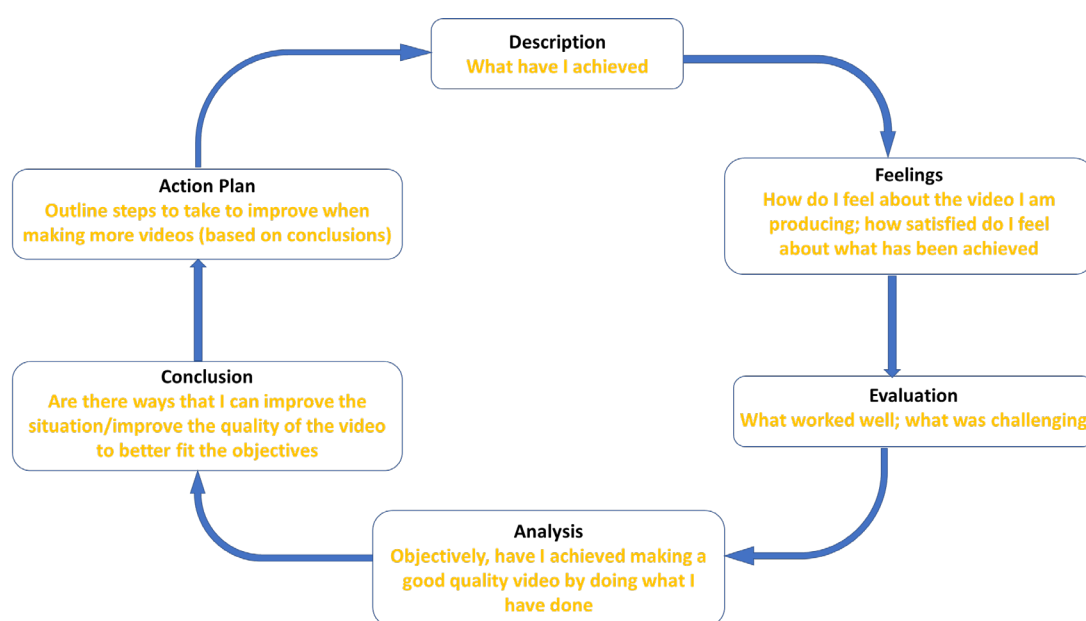 Description
What have I achieved
Feelings
How do I feel about the video I am
producing; how satisfied do I feel
about what has been achieved
Evaluation
What worked well; what was challenging
Analysis
Objectively, have I achieved making a
good quality video by doing what I
have done
Conclusion
Are there ways that I can improve the
situation/improve the quality of the video
to better fit the objectives
Action Plan
Outline steps to take to improve when
making more videos (based on conclusions)